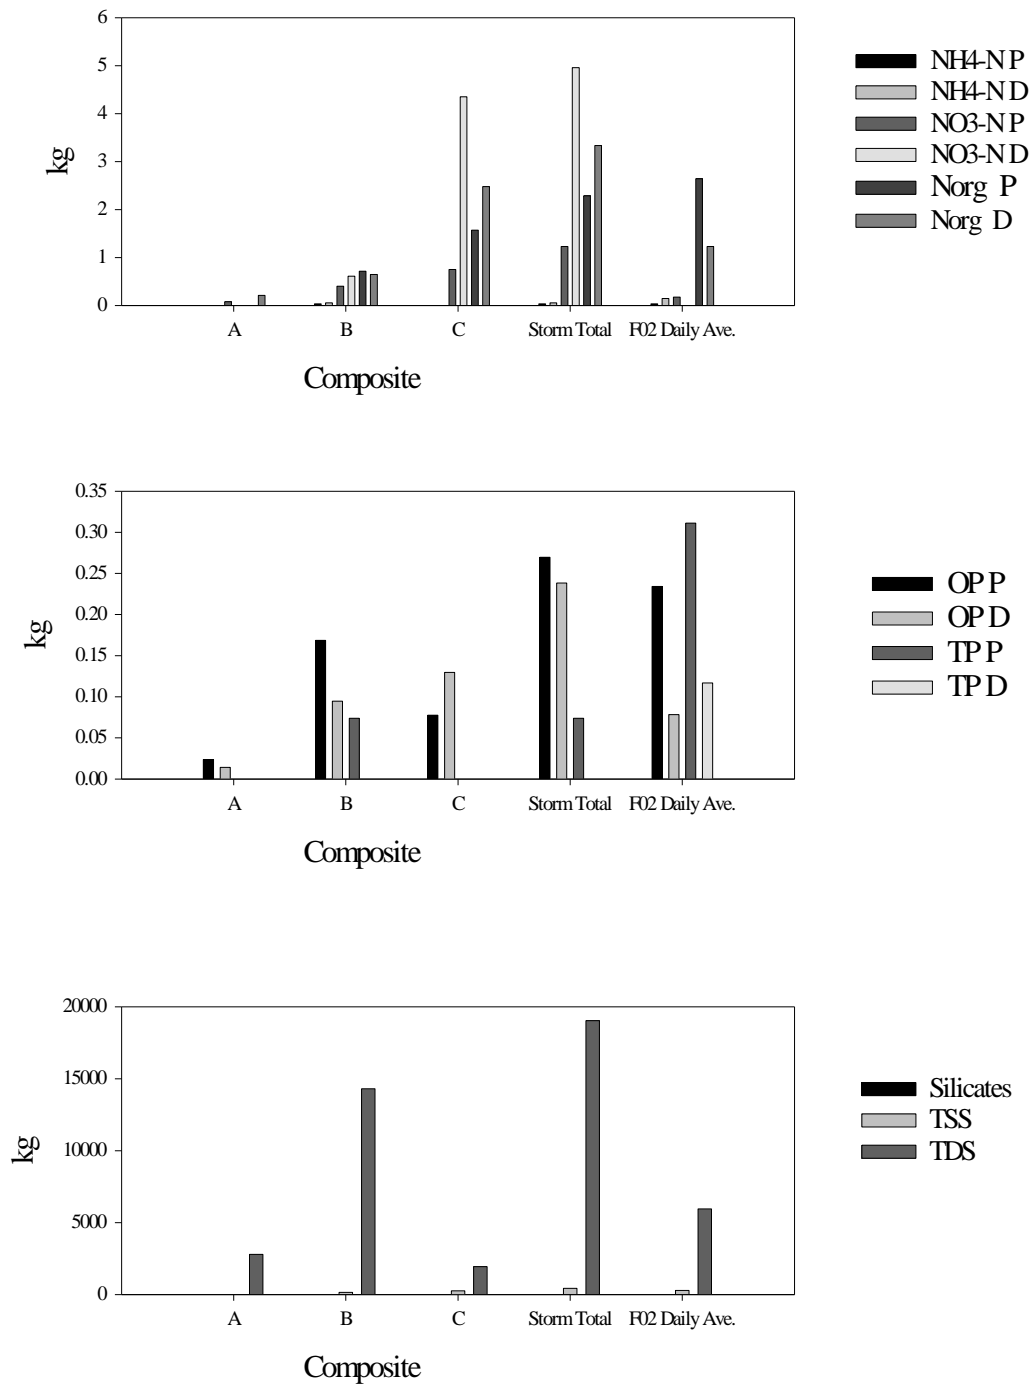 6
5
4
3
2
1
0
kg
A B C Storm Total F02 Daily Ave.
Composite
NH4-N P
NH4-N D
NO3-N P
NO3-N D
Norg P
Norg D
0.35
0.30
0.25
0.20
0.15
0.10
0.05
0.00
kg
A B C Storm Total F02 Daily Ave.
Composite
OP P
OP D
TP P
TP D
20000
15000
10000
5000
0
kg
A B C Storm Total F02 Daily Ave.
Composite
Silicates
TSS
TDS